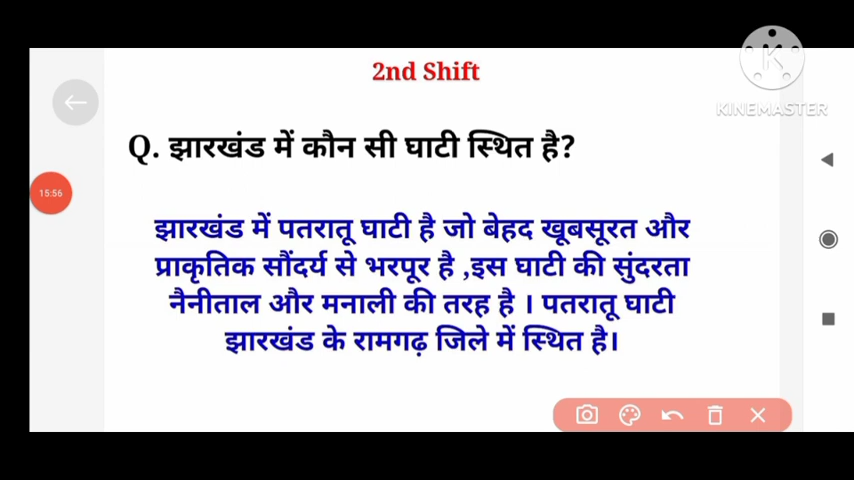 2nd Shift
K
KINEMASTER
Q. झारखंड में कौन सी घाटी स्थित है?
15:56
झारखंड में पतरातू घाटी है जो बेहद खूबसूरत और
प्राकृतिक सौंदर्य से भरपूर है ,इस घाटी की सुंदरता
नैनीताल और मनाली की तरह है । पतरातू घाटी
झारखंड के रामगढ़ जिले में स्थित है।